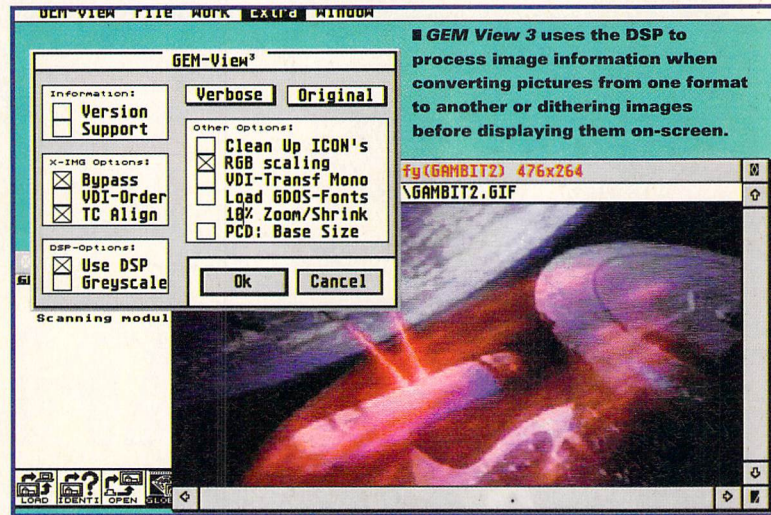 GEM-View File Work Extra Window
GEM View 3 uses the DSP to
process image information when
converting pictures from one format
to another or dithering images
before displaying them on-screen.
GEM-View³
Information:
Version
Support
Verbose
Original
X-IMG Options:
Bypass
VDI-Order
TC Align
Other Options:
Clean Up ICON's
RGB scaling
VDI-Transf Mono
Load GDOS-Fonts
10% Zoom/Shrink
PCD: Base Size
DSP-Options:
Use DSP
Greyscale
Ok
Cancel
fy(GAMBIT2) 476x264
\GAMBIT2.GIF
Scanning modul
LOAD
IDENTI
OPEN